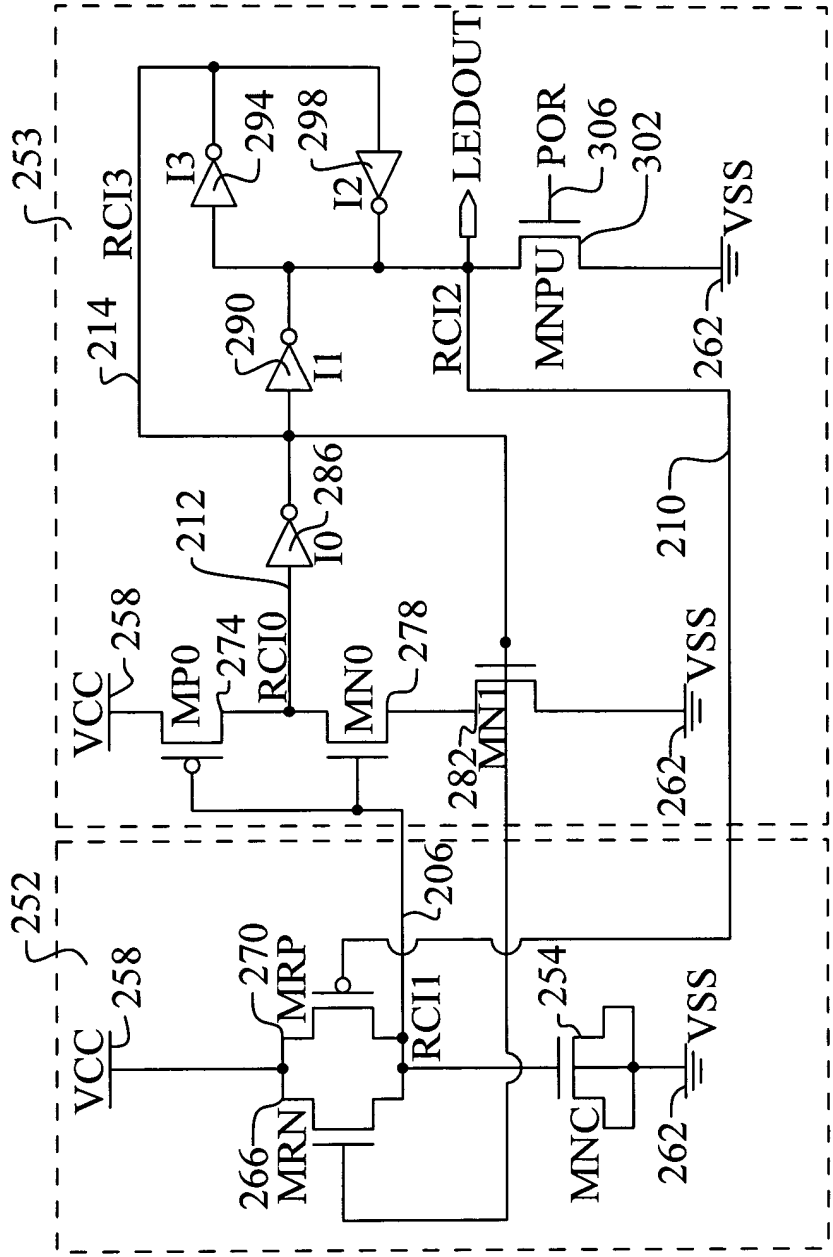 252
253
VCC
258
266
270
MRN
MRP
RCI1
206
MNC
254
262
VSS
VCC
258
MP0
274
RCI0
212
MN0
278
282
MN1
262
VSS
I0
286
214
RCI3
290
I1
I3
294
298
I2
RCI2
LEDOUT
MNPU
POR
306
302
262
VSS
210